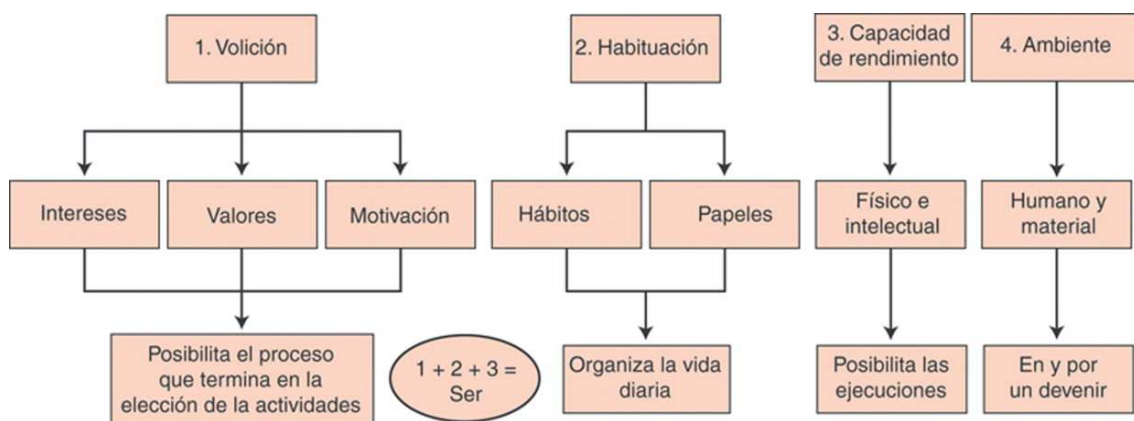 1. Volición
2. Habituación
3. Capacidad
de rendimiento
4. Ambiente
Intereses
Valores
Motivación
Hábitos
Papeles
Físico e
intelectual
Humano y
material
Posibilita el proceso
que termina en la
elección de la actividades
1 + 2 + 3 =
Ser
Organiza la vida
diaria
Posibilita las
ejecuciones
En y por
un devenir